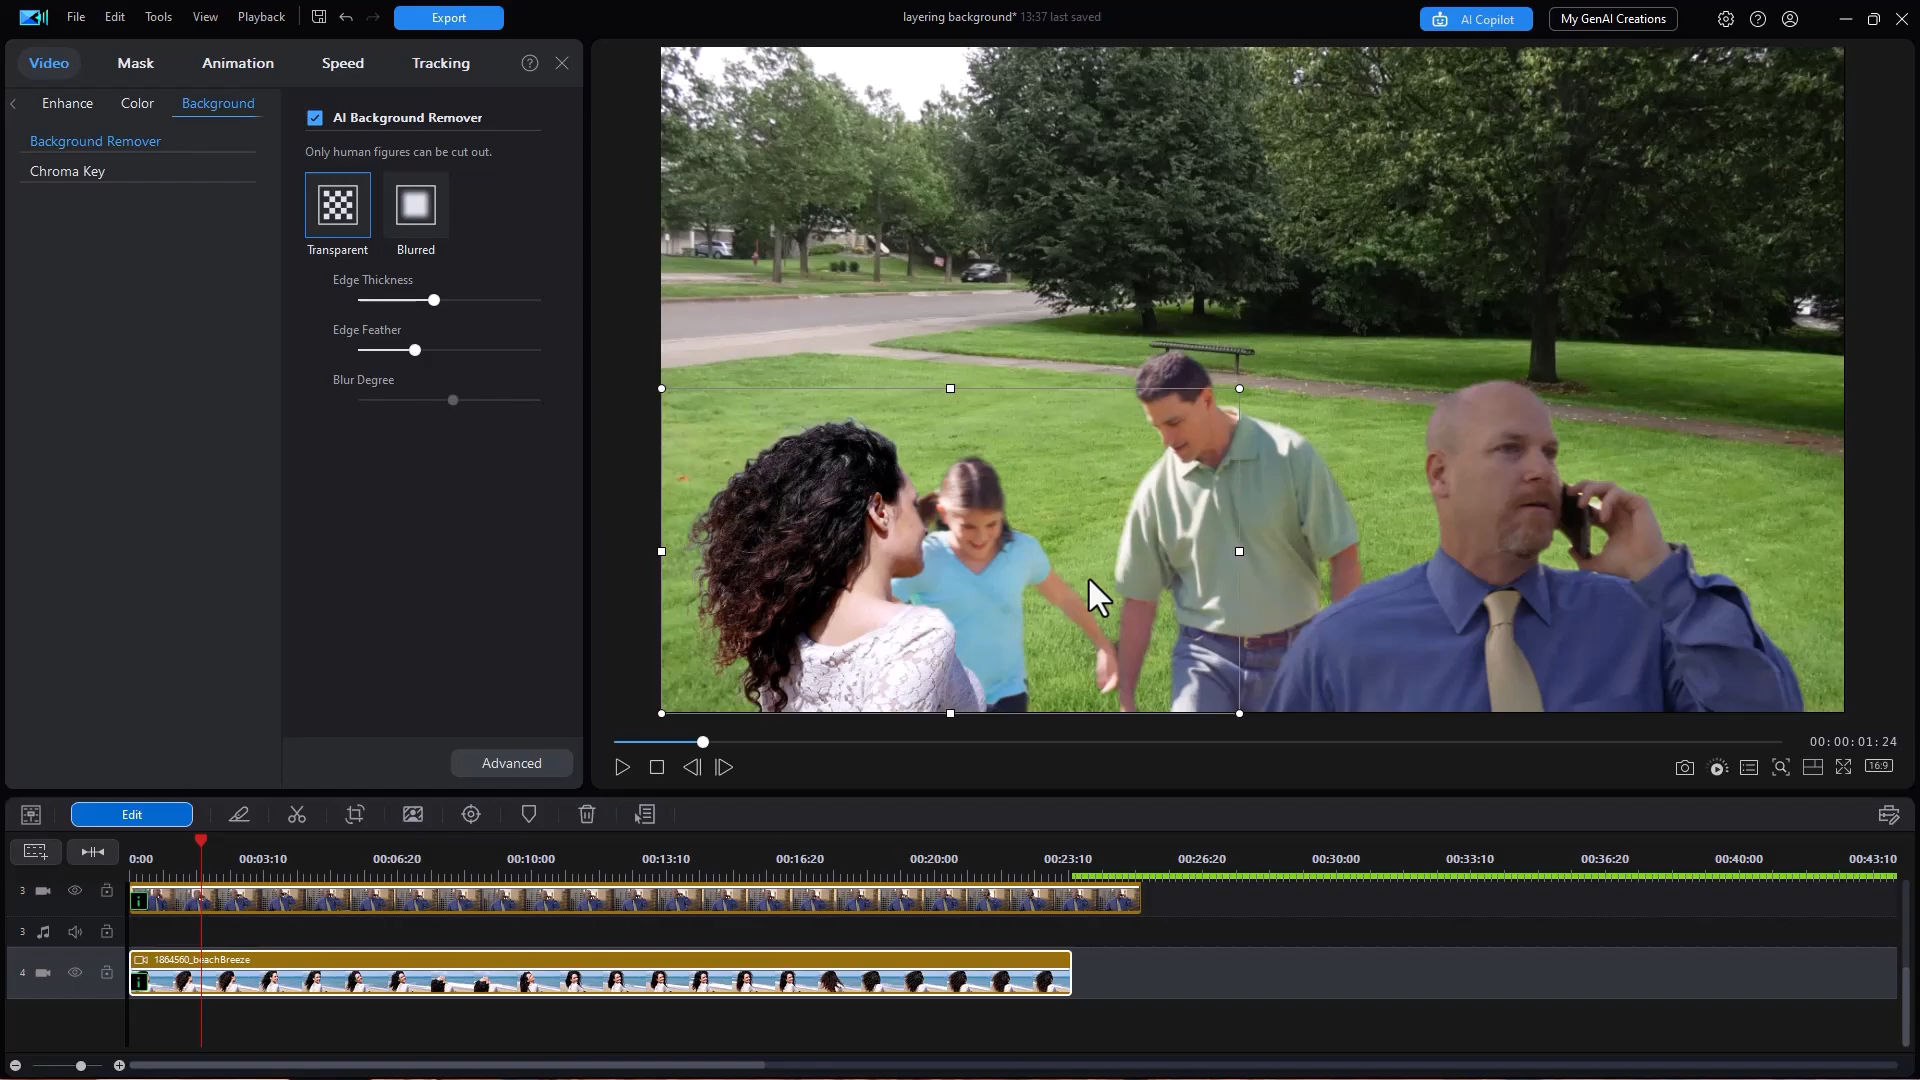 File Edit Tools View Playback Export layering background* 13:37 last saved AI Copilot My GenAI Creations
Video Mask Animation Speed Tracking
Enhance Color Background
Background Remover
Chroma Key
AI Background Remover
Only human figures can be cut out.
Transparent Blurred
Edge Thickness
Edge Feather
Blur Degree
Advanced
00:00:01:24
16:9
Edit
0:00 00:03:10 00:06:20 00:10:00 00:13:10 00:16:20 00:20:00 00:23:10 00:26:20 00:30:00 00:33:10 00:36:20 00:40:00 00:43:10
3
3
4
1864560_beachBreeze